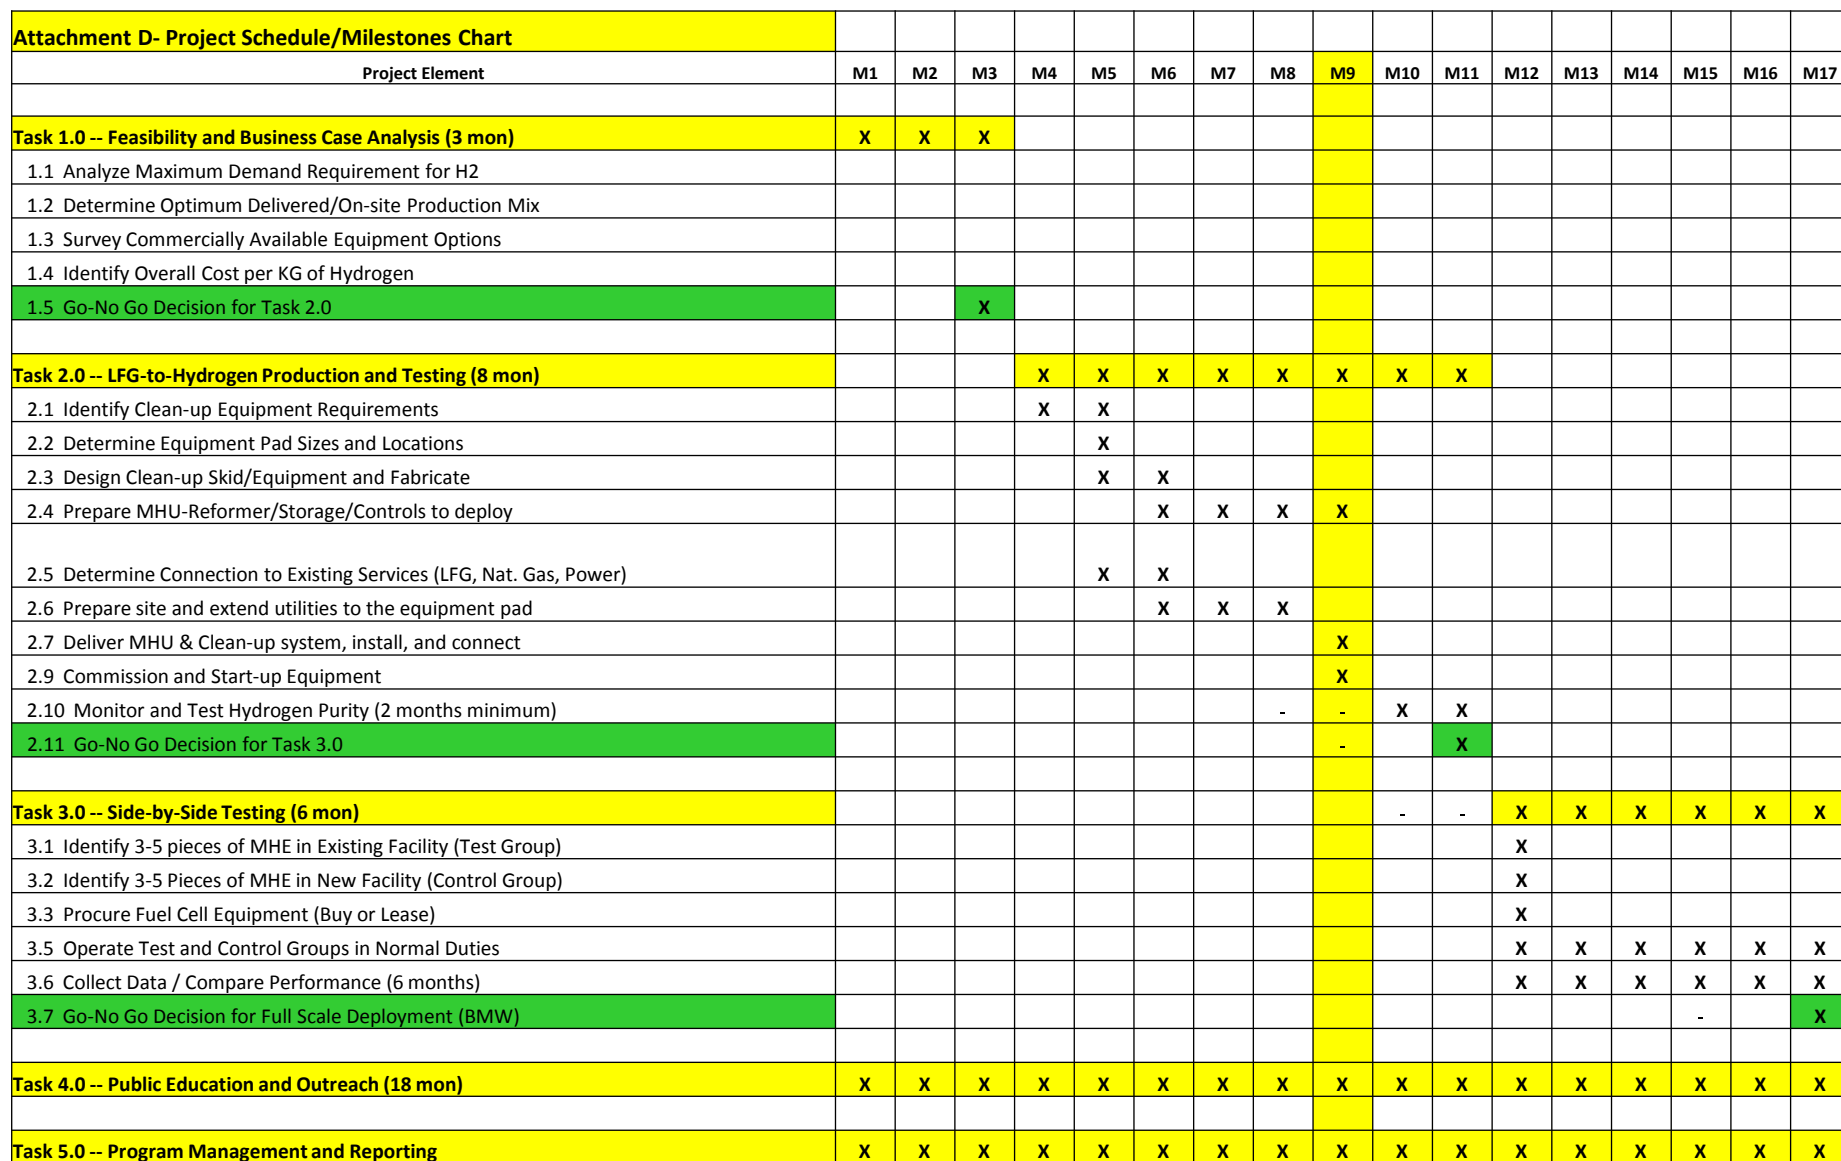 Attachment D- Project Schedule/Milestones Chart
Project Element M1 M2 M3 M4 M5 M6 M7 M8 M9 M10 M11 M12 M13 M14 M15 M16 M17
Task 1.0 -- Feasibility and Business Case Analysis (3 mon) X X X
1.1 Analyze Maximum Demand Requirement for H2
1.2 Determine Optimum Delivered/On-site Production Mix
1.3 Survey Commercially Available Equipment Options
1.4 Identify Overall Cost per KG of Hydrogen
1.5 Go-No Go Decision for Task 2.0 X
Task 2.0 -- LFG-to-Hydrogen Production and Testing (8 mon) X X X X X X X X
2.1 Identify Clean-up Equipment Requirements X X
2.2 Determine Equipment Pad Sizes and Locations X
2.3 Design Clean-up Skid/Equipment and Fabricate X X
2.4 Prepare MHU-Reformer/Storage/Controls to deploy X X X X
2.5 Determine Connection to Existing Services (LFG, Nat. Gas, Power) X X
2.6 Prepare site and extend utilities to the equipment pad X X X
2.7 Deliver MHU & Clean-up system, install, and connect X
2.9 Commission and Start-up Equipment X
2.10 Monitor and Test Hydrogen Purity (2 months minimum) - - X X
2.11 Go-No Go Decision for Task 3.0 - X
Task 3.0 -- Side-by-Side Testing (6 mon) - - X X X X X X
3.1 Identify 3-5 pieces of MHE in Existing Facility (Test Group) X
3.2 Identify 3-5 Pieces of MHE in New Facility (Control Group) X
3.3 Procure Fuel Cell Equipment (Buy or Lease) X
3.5 Operate Test and Control Groups in Normal Duties X X X X X X
3.6 Collect Data / Compare Performance (6 months) X X X X X X
3.7 Go-No Go Decision for Full Scale Deployment (BMW) - X
Task 4.0 -- Public Education and Outreach (18 mon) X X X X X X X X X X X X X X X X X
Task 5.0 -- Program Management and Reporting X X X X X X X X X X X X X X X X X